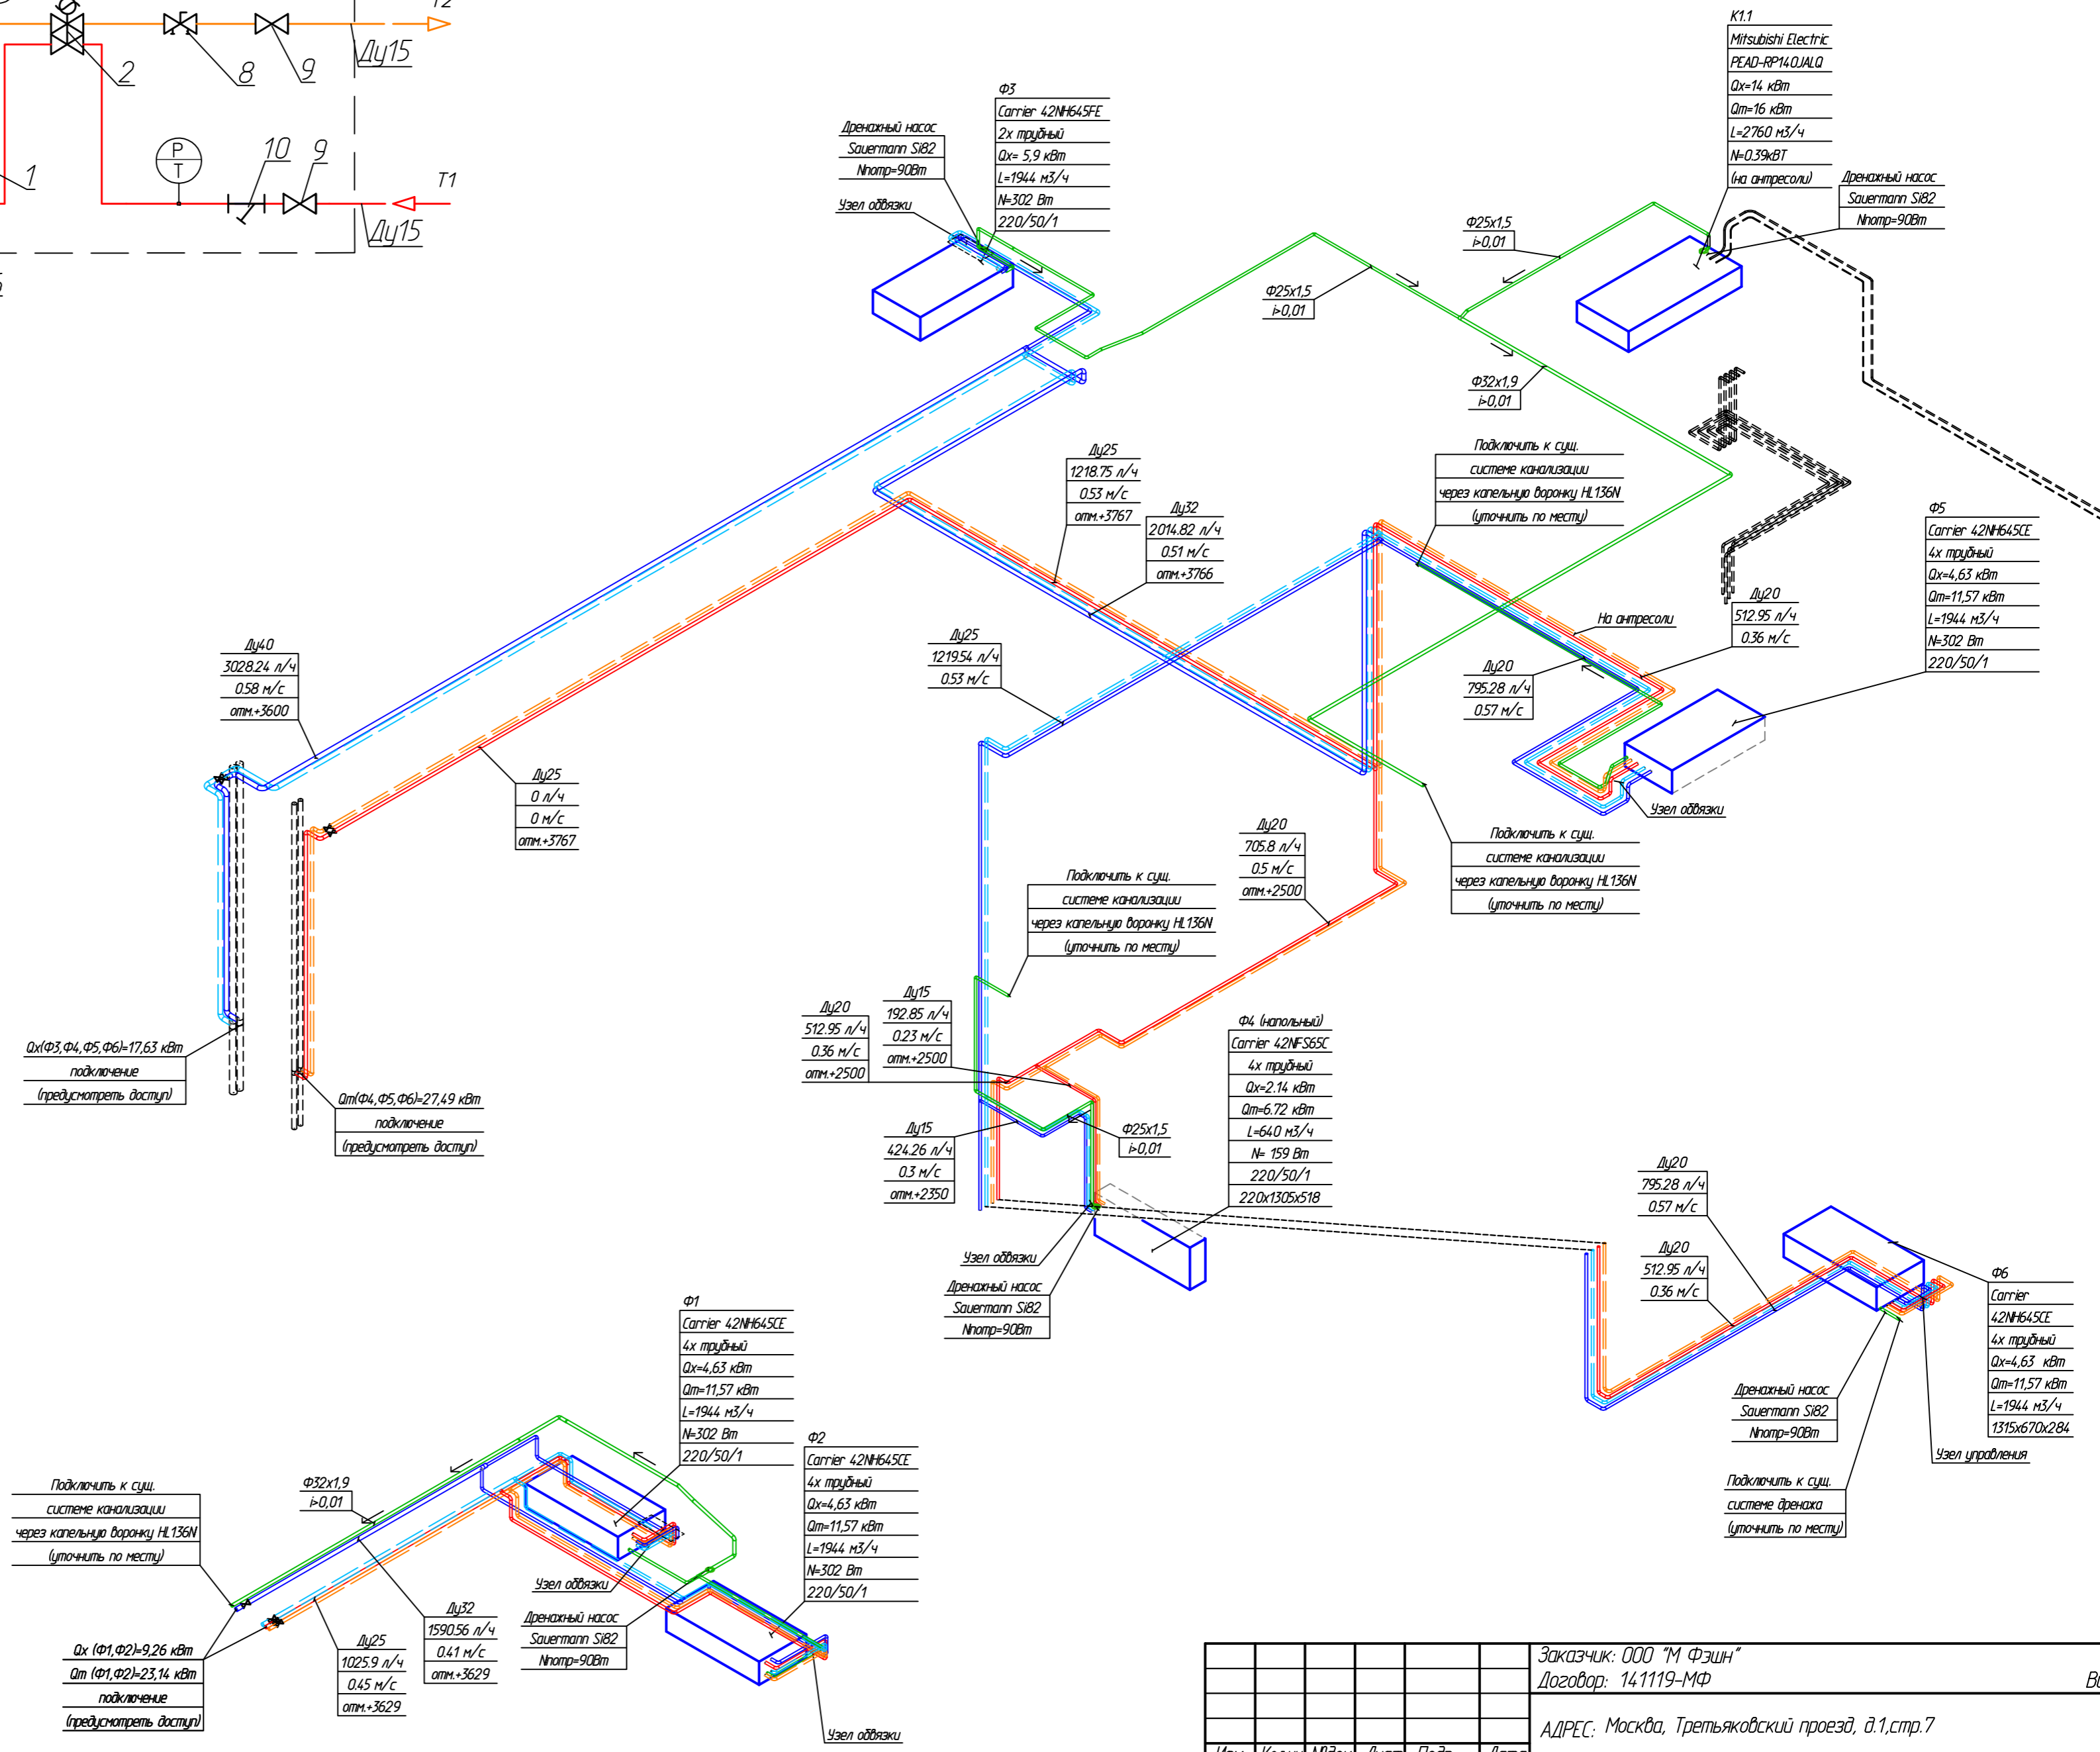 T2
Ду15
2
8
9
P
T
10
9
T1
1
Ду15
Ф3
Carrier 42NH645FE
2х трубный
Qх= 5,9 кВт
L=1944 м3/ч
N=302 Вт
220/50/1
Дренажный насос
Sauermann Si82
Nпотр=90Вт
Узел обвязки
К1.1
Mitsubishi Electric
PEAD-RP140JALQ
Qх=14 кВт
Qт=16 кВт
L=2760 м3/ч
N=0.39кВТ
(на антресоли)
Дренажный насос
Sauermann Si82
Nпотр=90Вт
Ф25х1,5
i>0,01
Ф25х1,5
i>0,01
Ф32х1,9
i>0,01
Ду25
1218.75 л/ч
0.53 м/с
отм.+3767
Ду32
2014.82 л/ч
0.51 м/с
отм.+3766
Подключить к сущ.
системе канализации
через капельную воронку HL136N
(уточнить по месту)
Ф5
Carrier 42NH645CE
4х трубный
Qх=4,63 кВт
Qт=11,57 кВт
L=1944 м3/ч
N=302 Вт
220/50/1
Ду20
512.95 л/ч
0.36 м/с
На антресоли
Ду20
795.28 л/ч
0.57 м/с
Узел обвязки
Ду25
1219.54 л/ч
0.53 м/с
Ду40
3028.24 л/ч
0.58 м/с
отм.+3600
Ду25
0 л/ч
0 м/с
отм.+3767
Ду20
705.8 л/ч
0.5 м/с
отм.+2500
Подключить к сущ.
системе канализации
через капельную воронку HL136N
(уточнить по месту)
Подключить к сущ.
системе канализации
через капельную воронку HL136N
(уточнить по месту)
Ду20
512.95 л/ч
0.36 м/с
отм.+2500
Ду15
192.85 л/ч
0.23 м/с
отм.+2500
Ф4 (напольный)
Carrier 42NFS65C
4х трубный
Qх=2.14 кВт
Qт=6.72 кВт
L=640 м3/ч
N= 159 Вт
220/50/1
220х1305х518
Qх(Ф3,Ф4,Ф5,Ф6)=17,63 кВт
подключение
(предусмотреть доступ)
Qт(Ф4,Ф5,Ф6)=27,49 кВт
подключение
(предусмотреть доступ)
Ду15
424.26 л/ч
0.3 м/с
отм.+2350
Ф25х1,5
i>0,01
Узел обвязки
Дренажный насос
Sauermann Si82
Nпотр=90Вт
Ду20
795.28 л/ч
0.57 м/с
Ду20
512.95 л/ч
0.36 м/с
Ф6
Carrier
42NH645CE
4х трубный
Qх=4,63 кВт
Qт=11,57 кВт
L=1944 м3/ч
1315х670х284
Дренажный насос
Sauermann Si82
Nпотр=90Вт
Узел управления
Подключить к сущ.
системе дренажа
(уточнить по месту)
Ф1
Carrier 42NH645CE
4х трубный
Qх=4,63 кВт
Qт=11,57 кВт
L=1944 м3/ч
N=302 Вт
220/50/1
Ф2
Carrier 42NH645CE
4х трубный
Qх=4,63 кВт
Qт=11,57 кВт
L=1944 м3/ч
N=302 Вт
220/50/1
Подключить к сущ.
системе канализации
через капельную воронку HL136N
(уточнить по месту)
Ф32х1,9
i>0,01
Узел обвязки
Дренажный насос
Sauermann Si82
Nпотр=90Вт
Ду32
1590.56 л/ч
0.41 м/с
отм.+3629
Ду25
1025.9 л/ч
0.45 м/с
отм.+3629
Qх (Ф1,Ф2)=9,26 кВт
Qт (Ф1,Ф2)=23,14 кВт
подключение
(предусмотреть доступ)
Узел обвязки
Заказчик: ООО "М Фэшн"
Договор: 141119-МФ
АДРЕС: Москва, Третьяковский проезд, д.1,стр.7